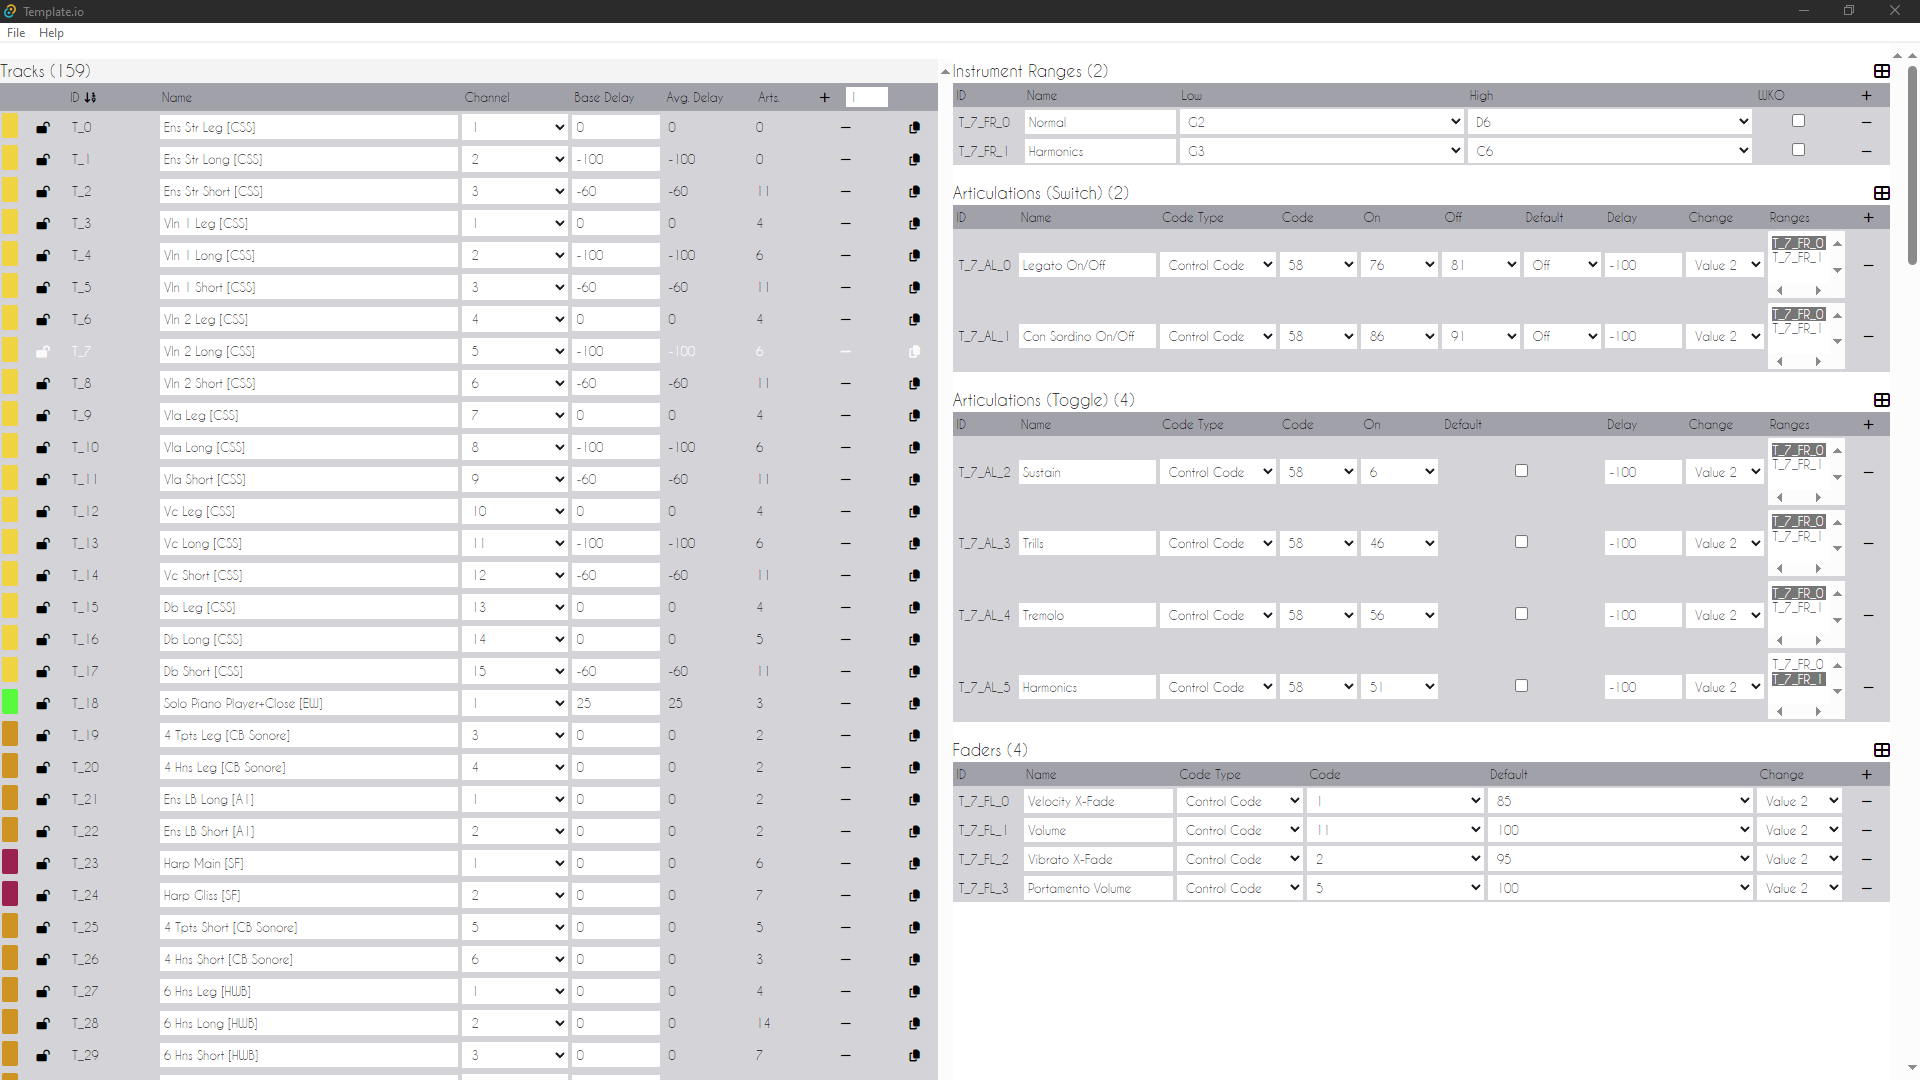 Template.io
File Help
Tracks (159)
ID Name Channel Base Delay Avg. Delay Arts. + 1
T_0 Ens Str Leg [CSS] 1 0 0 0
T_1 Ens Str Long [CSS] 2 -100 -100 0
T_2 Ens Str Short [CSS] 3 -60 -60 11
T_3 Vln 1 Leg [CSS] 1 0 0 4
T_4 Vln 1 Long [CSS] 2 -100 -100 6
T_5 Vln 1 Short [CSS] 3 -60 -60 11
T_6 Vln 2 Leg [CSS] 4 0 0 4
T_7 Vln 2 Long [CSS] 5 -100 -100 6
T_8 Vln 2 Short [CSS] 6 -60 -60 11
T_9 Vla Leg [CSS] 7 0 0 4
T_10 Vla Long [CSS] 8 -100 -100 6
T_11 Vla Short [CSS] 9 -60 -60 11
T_12 Vc Leg [CSS] 10 0 0 4
T_13 Vc Long [CSS] 11 -100 -100 6
T_14 Vc Short [CSS] 12 -60 -60 11
T_15 Db Leg [CSS] 13 0 0 4
T_16 Db Long [CSS] 14 0 0 5
T_17 Db Short [CSS] 15 -60 -60 11
T_18 Solo Piano Player+Close [EW] 1 25 25 3
T_19 4 Tpts Leg [CB Sonore] 3 0 0 2
T_20 4 Hns Leg [CB Sonore] 4 0 0 2
T_21 Ens LB Long [A1] 1 0 0 2
T_22 Ens LB Short [A1] 2 0 0 2
T_23 Harp Main [SF] 1 0 0 6
T_24 Harp Gliss [SF] 2 0 0 7
T_25 4 Tpts Short [CB Sonore] 5 0 0 5
T_26 4 Hns Short [CB Sonore] 6 0 0 3
T_27 6 Hns Leg [HWB] 1 0 0 4
T_28 6 Hns Long [HWB] 2 0 0 14
T_29 6 Hns Short [HWB] 3 0 0 7
Instrument Ranges (2)
ID Name Low High WKO +
T_7_FR_0 Normal G2 D6
T_7_FR_1 Harmonics G3 C6
Articulations (Switch) (2)
ID Name Code Type Code On Off Default Delay Change Ranges +
T_7_FR_0
T_7_AL_0 Legato On/Off Control Code 58 76 81 Off -100 Value 2 T_7_FR_1
T_7_FR_0
T_7_AL_1 Con Sordino On/Off Control Code 58 86 91 Off -100 Value 2 T_7_FR_1
Articulations (Toggle) (4)
ID Name Code Type Code On Default Delay Change Ranges +
T_7_FR_0
T_7_AL_2 Sustain Control Code 58 6 -100 Value 2 T_7_FR_1
T_7_FR_0
T_7_AL_3 Trills Control Code 58 46 -100 Value 2 T_7_FR_1
T_7_FR_0
T_7_AL_4 Tremolo Control Code 58 56 -100 Value 2 T_7_FR_1
T_7_FR_0
T_7_AL_5 Harmonics Control Code 58 51 -100 Value 2 T_7_FR_1
Faders (4)
ID Name Code Type Code Default Change +
T_7_FL_0 Velocity X-Fade Control Code 1 85 Value 2
T_7_FL_1 Volume Control Code 11 100 Value 2
T_7_FL_2 Vibrato X-Fade Control Code 2 95 Value 2
T_7_FL_3 Portamento Volume Control Code 5 100 Value 2